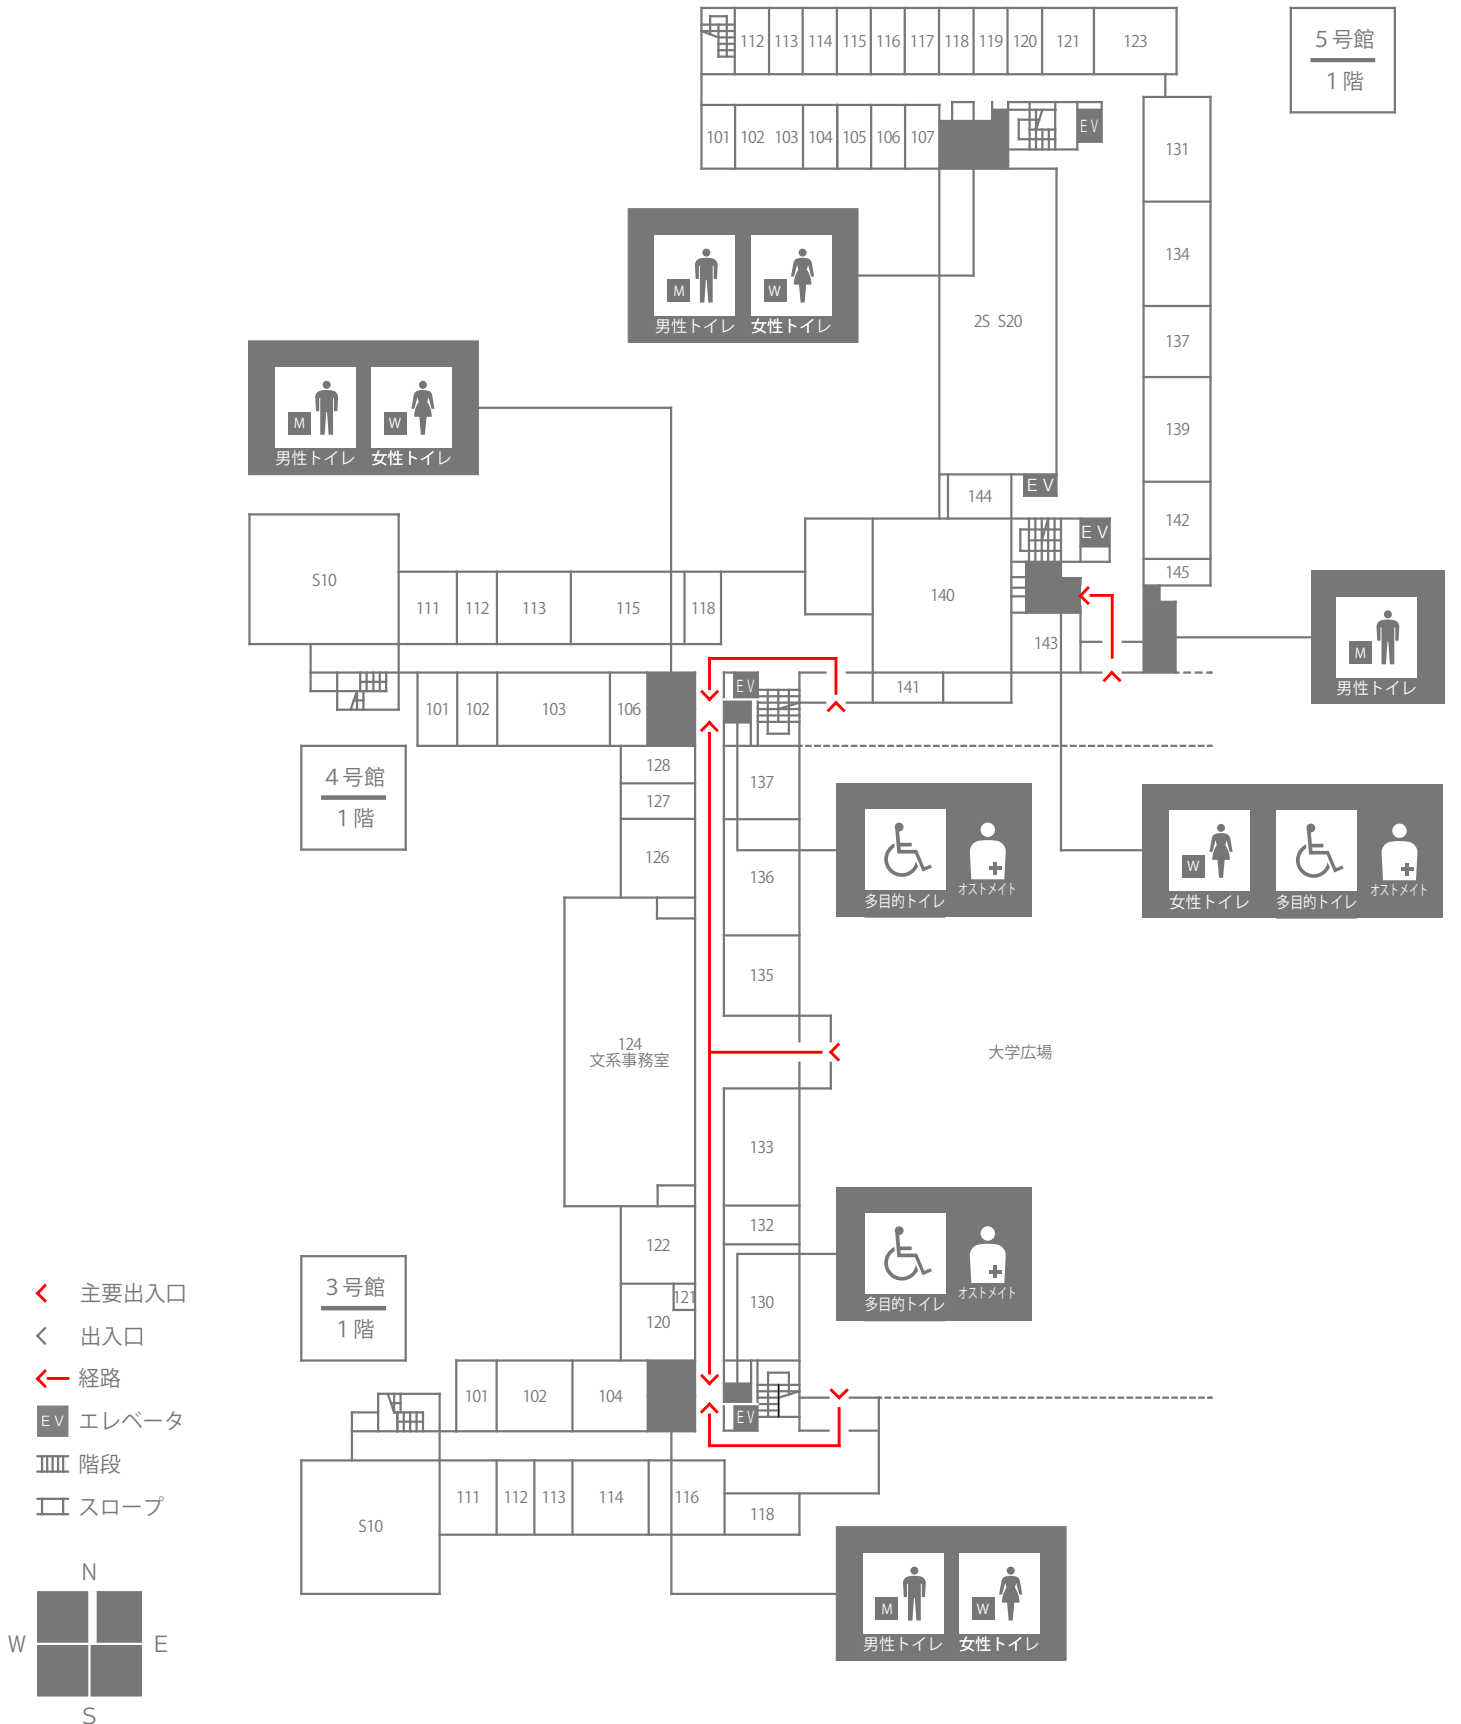 112 113 114 115 116 117 118 119 120 121 123
5号館
1階
101 102 103 104 105 106 107
EV
131
134
M
男性トイレ
W
女性トイレ
2S S20
137
M
男性トイレ
W
女性トイレ
139
144
EV
142
EV
145
S10
111 112 113 115 118
140
143
M
男性トイレ
141
EV
101 102 103 106
4号館
1階
128
127
126
137
136
135
多目的トイレ
オストメイト
W
女性トイレ
多目的トイレ
オストメイト
124
文系事務室
大学広場
133
132
130
122
121
120
多目的トイレ
オストメイト
3号館
1階
101 102 104
EV
111 112 113 114 116
118
S10
M
男性トイレ
W
女性トイレ
主要出入口
出入口
経路
EV エレベータ
階段
スロープ
N
W
E
S